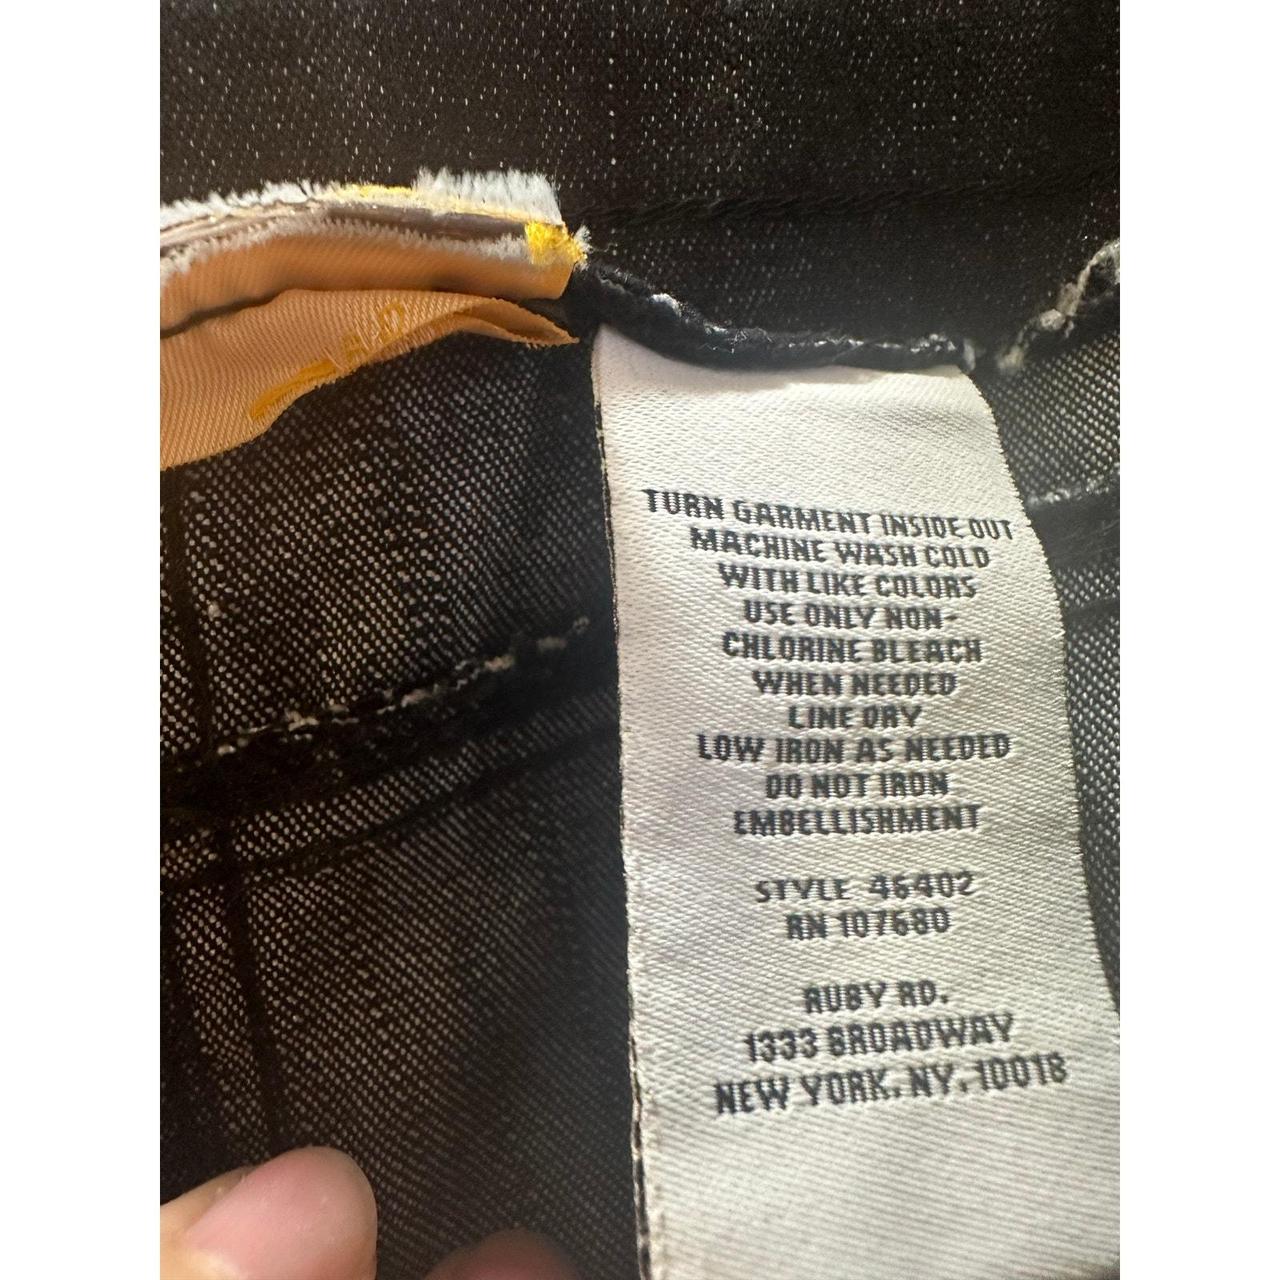 TURN GARMENT INSIDE OUT
MACHINE WASH COLD
WITH LIKE COLORS
USE ONLY NON-
CHLORINE BLEACH
WHEN NEEDED
LINE DRY
LOW IRON AS NEEDED
DO NOT IRON
EMBELLISHMENT
STYLE 46402
RN 107680
RUBY RD.
1333 BROADWAY
NEW YORK, NY, 10018